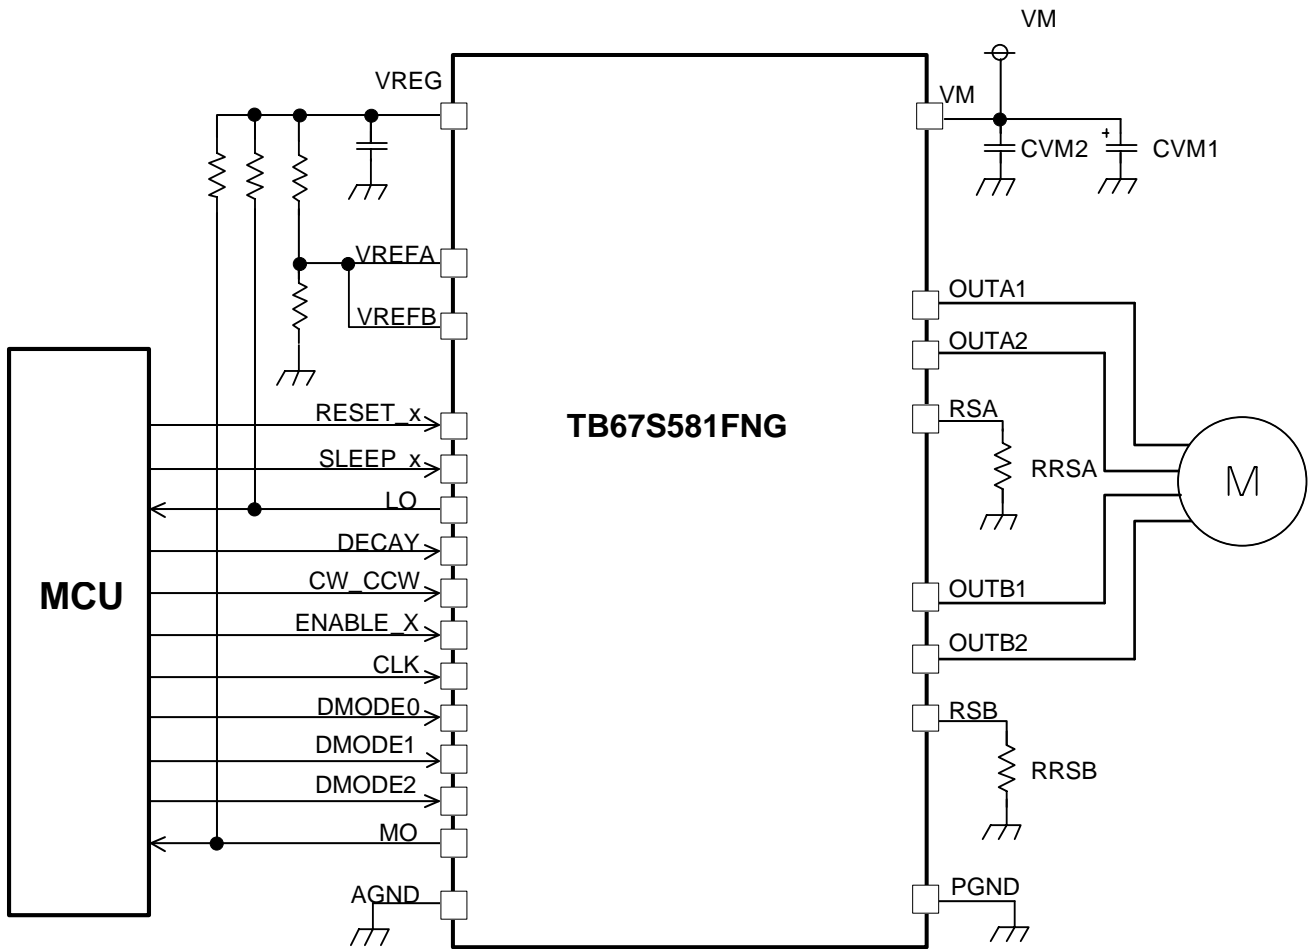 VM
VREG
VM
+
CVM2
CVM1
VREFA
VREFB
OUTA1
OUTA2
RSA
RRSA
TB67S581FNG
RESET_x
SLEEP_x
LO
DECAY
CW_CCW
ENABLE_X
CLK
DMODE0
DMODE1
DMODE2
MO
AGND
MCU
M
OUTB1
OUTB2
RSB
RRSB
PGND